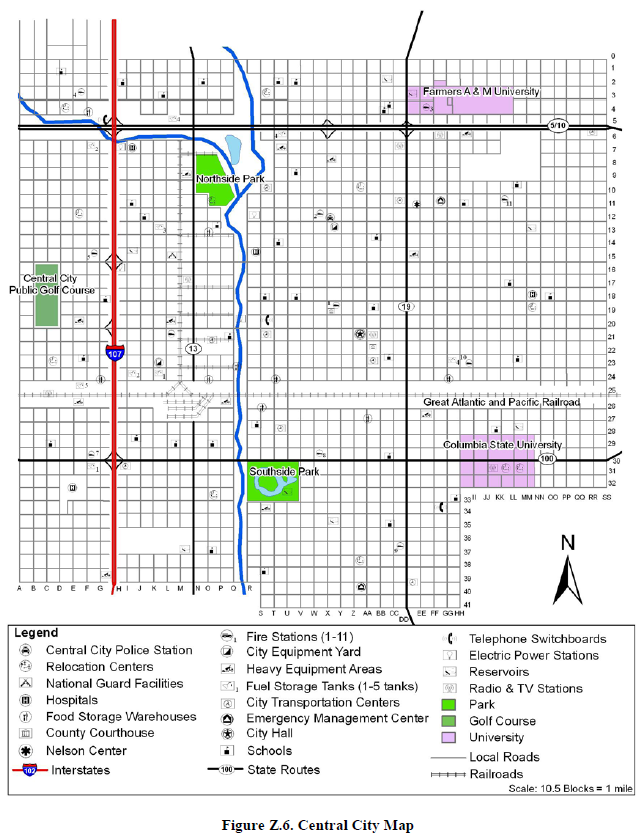 0
1
2
3
4
5
6
7
8
9
10
11
12
13
14
15
16
17
18
19
20
21
22
23
24
25
26
27
28
29
30
31
32
Farmers A & M University
5/10
Northside Park
Central City
Public Golf Course
19
107
13
Great Atlantic and Pacific Railroad
Columbia State University
100
Southside Park
II JJ KK LL MM NN OO PP QQ RR SS
33
34
35
36
37
38
39
40
41
A B C D E F G H I J K L M N O P Q R
S T U V W X Y Z AA BB CC EE FF GG HH
DD
N
Legend
Central City Police Station
Relocation Centers
National Guard Facilities
Hospitals
Food Storage Warehouses
County Courthouse
Nelson Center
107 Interstates
Fire Stations (1-11)
City Equipment Yard
Heavy Equipment Areas
Fuel Storage Tanks (1-5 tanks)
City Transportation Centers
Emergency Management Center
City Hall
Schools
100 State Routes
Telephone Switchboards
Electric Power Stations
Reservoirs
Radio & TV Stations
Park
Golf Course
University
Local Roads
Railroads
Scale: 10.5 Blocks = 1 mile
Figure Z.6. Central City Map